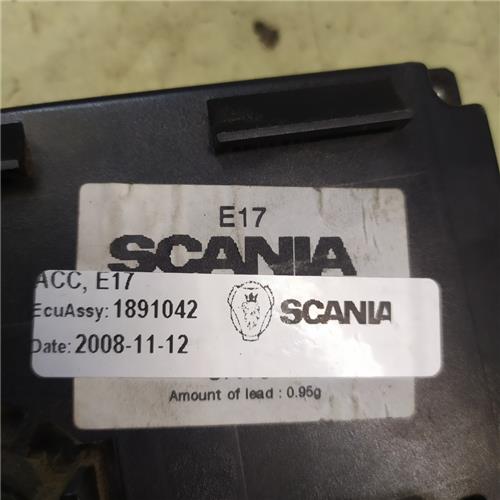 E17
SCANIA
ACC, E17
EcuAssy: 1891042
SCANIA
Date: 2008-11-12
Amount of lead : 0.95g